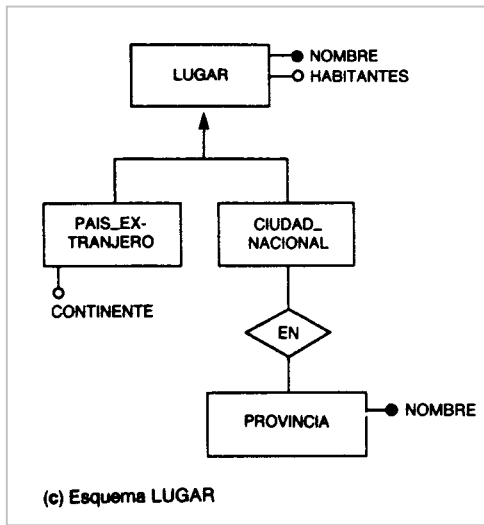 LUGAR
NOMBRE
HABITANTES
PAIS_EX-
TRANJERO
CIUDAD_
NACIONAL
CONTINENTE
EN
PROVINCIA
NOMBRE
(c) Esquema LUGAR